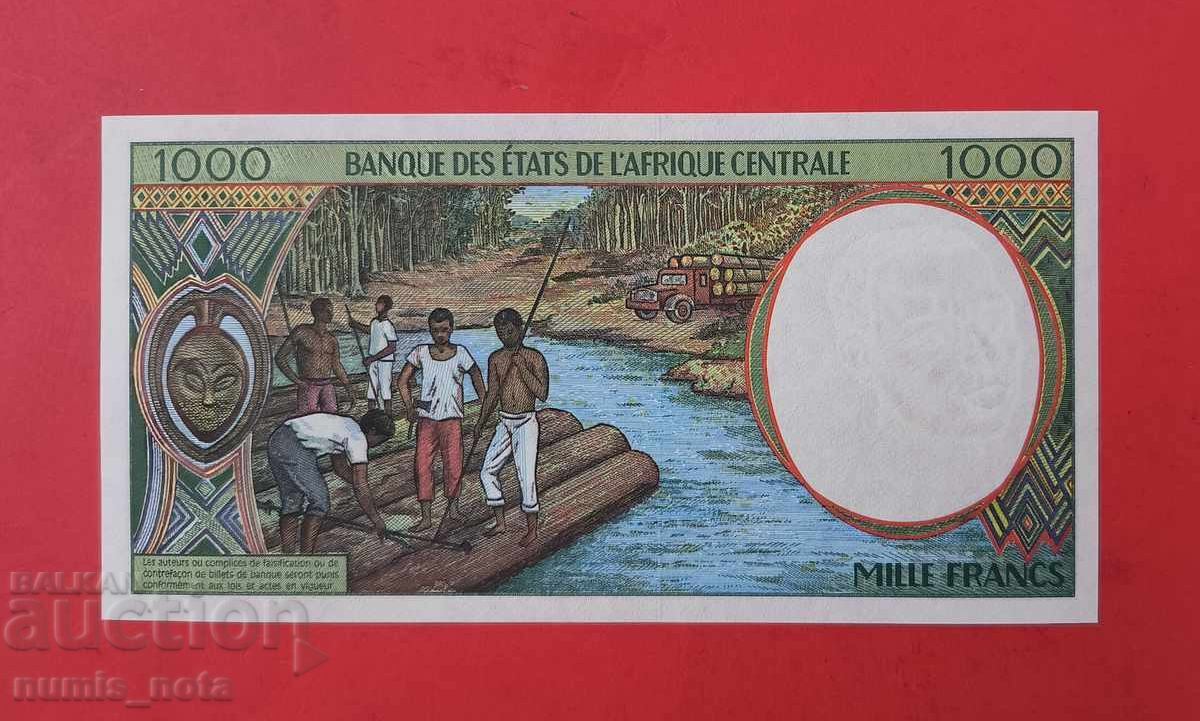 1000 BANQUE DES ÉTATS DE L'AFRIQUE CENTRALE 1000
Les auteurs ou complices de falsification ou de
contrefaçon de billets de banque seront punis
conformément aux lois et actes en vigueur
MILLE FRANCS
BALKAN
auction
numis_nota